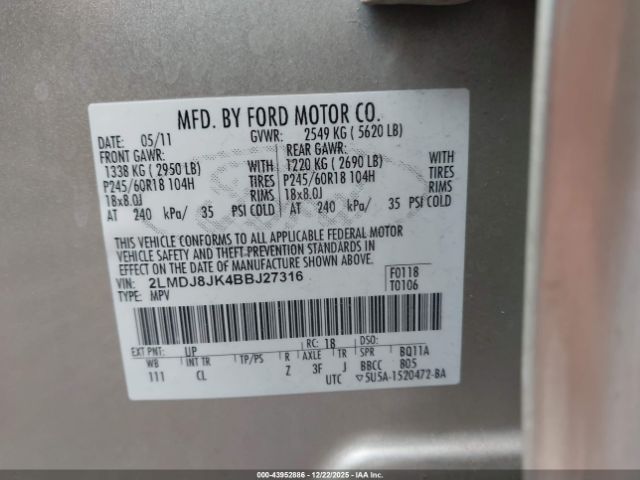 MFD. BY FORD MOTOR CO.
DATE: 05/11 GVWR: 2549 KG ( 5620 LB)
FRONT GAWR: REAR GAWR:
1338 KG ( 2950 LB) WITH 1220 KG ( 2690 LB) WITH
P245/60R18 104H TIRES P245/60R18 104H TIRES
18x8.0J RIMS 18x8.0J RIMS
AT 240 kPa/ 35 PSI COLD AT 240 kPa/ 35 PSI COLD
THIS VEHICLE CONFORMS TO ALL APPLICABLE FEDERAL MOTOR
VEHICLE SAFETY AND THEFT PREVENTION STANDARDS IN
EFFECT ON THE DATE OF MANUFACTURE SHOWN ABOVE.
VIN: 2LMDJ8JK4BBJ27316 F0118
TYPE: MPV T0106
EXT PNT: UP RC: 18 DSO:
WB INT TR TP/PS R AXLE TR SPR BQ11A
111 CL Z 3F J BBCC 805
UTC ▽5U5A-1520472-BA
000-43952886 - 12/22/2025 - IAAI.com